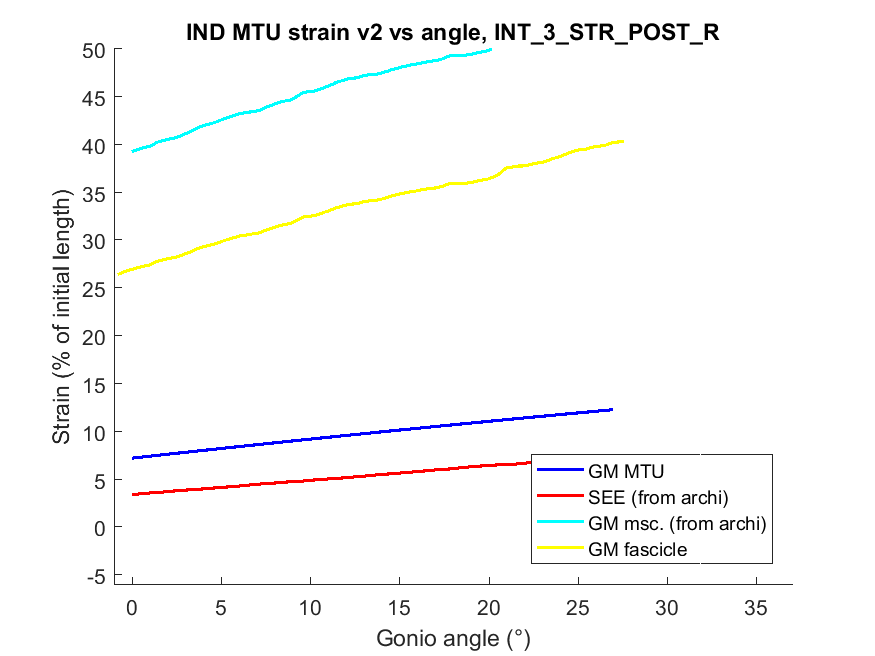 IND MTU strain v2 vs angle, INT_3_STR_POST_R
50
45
40
35
30
25
20
15
10
5
0
-5
Strain (% of initial length)
0 5 10 15 20 25 30 35
Gonio angle (°)
GM MTU
SEE (from archi)
GM msc. (from archi)
GM fascicle